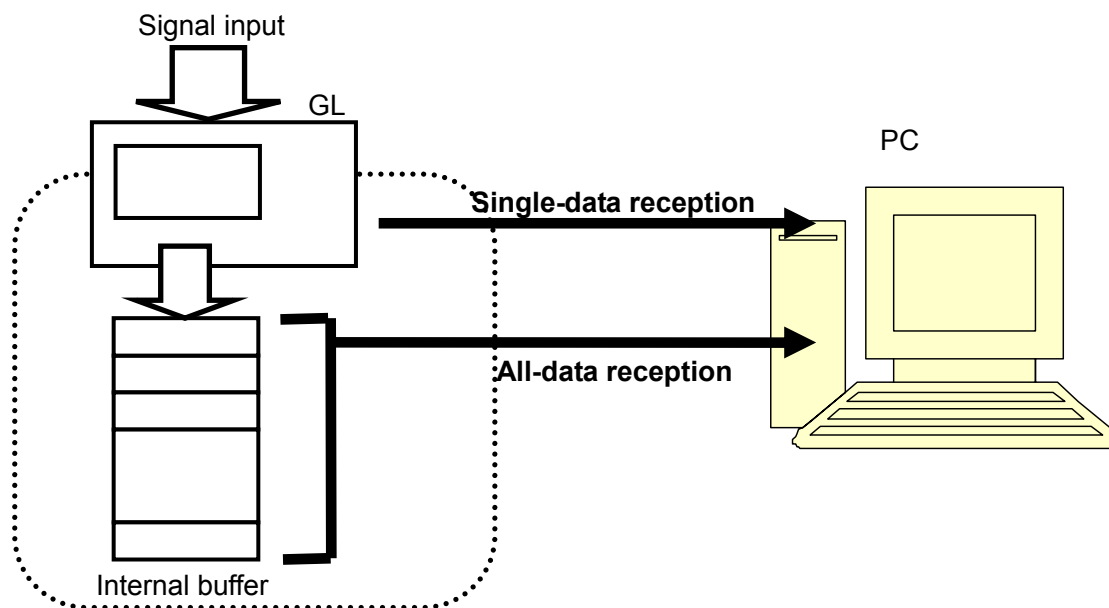 Signal input
GL
PC
Single-data reception
All-data reception
Internal buffer